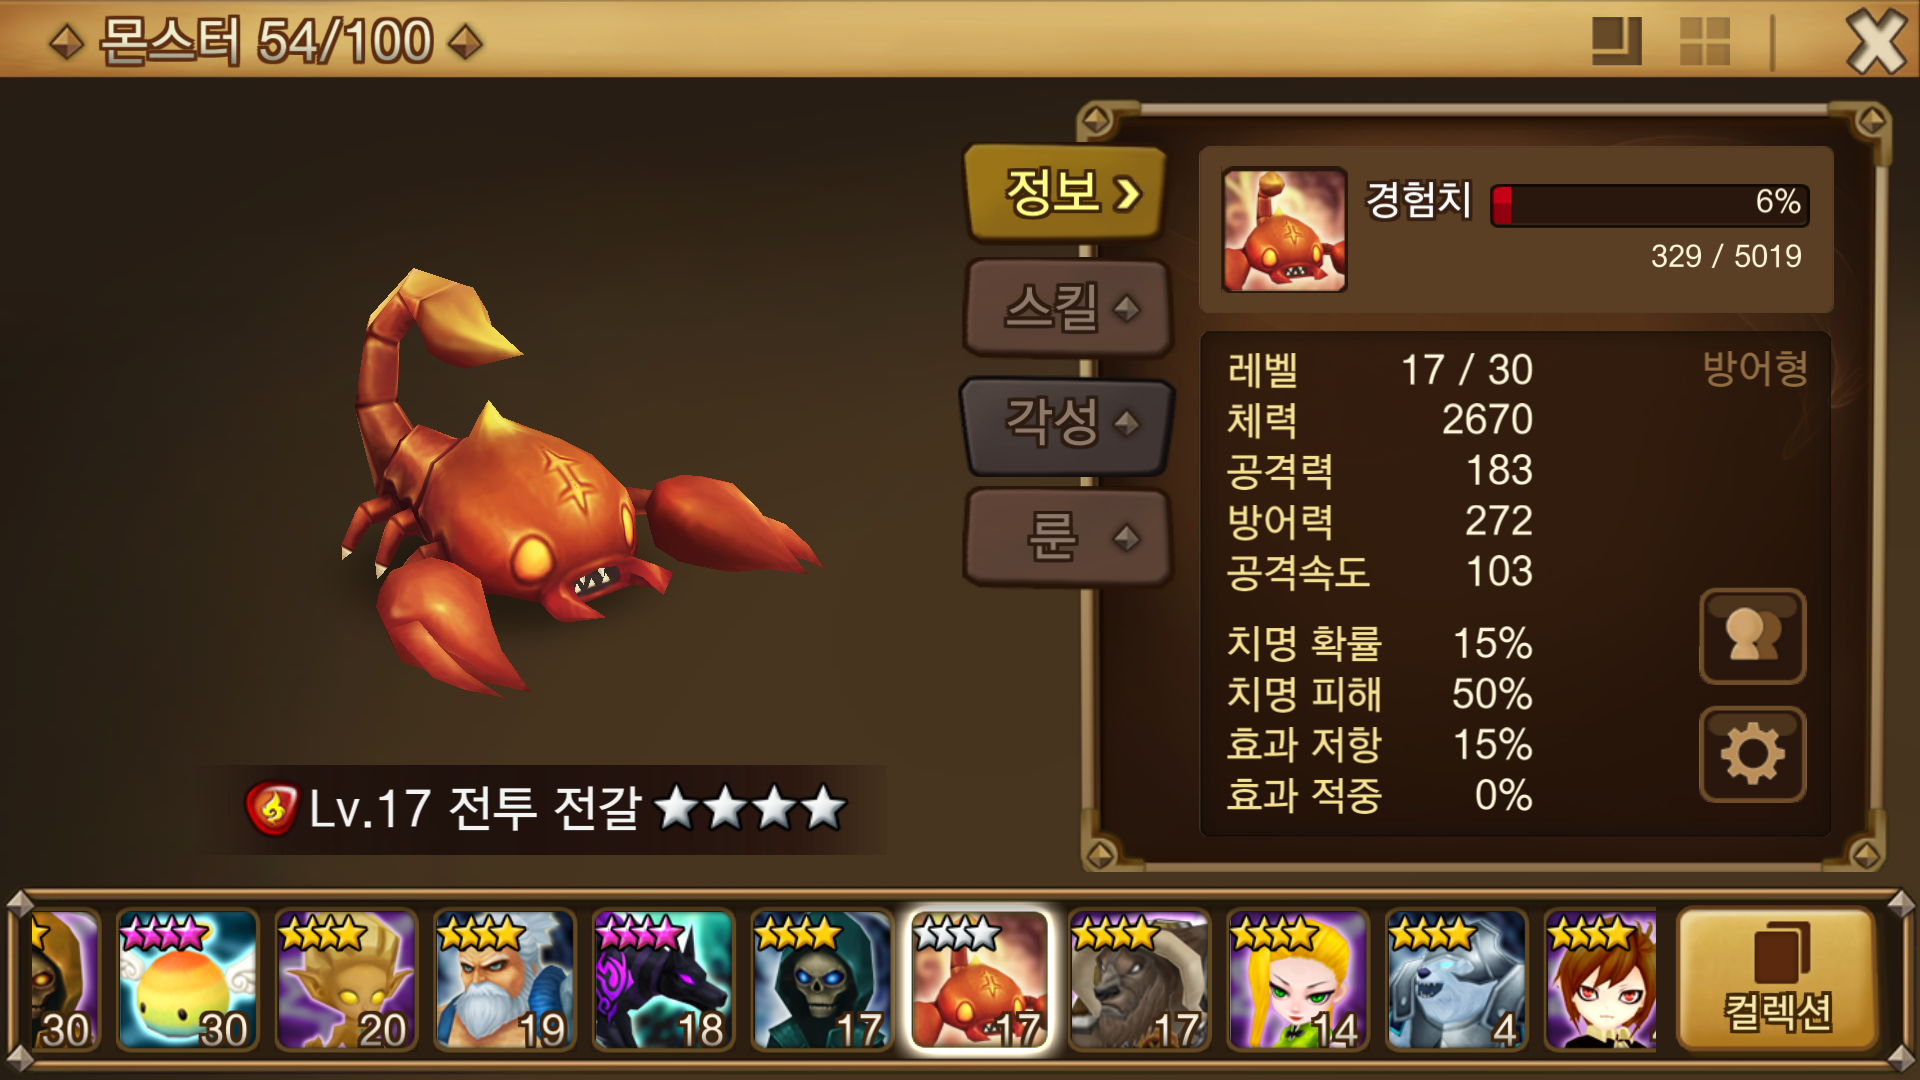 몬스터 54/100
정보
스킬
각성
룬
경험치 6%
329 / 5019
레벨 17 / 30 방어형
체력 2670
공격력 183
방어력 272
공격속도 103
치명 확률 15%
치명 피해 50%
효과 저항 15%
효과 적중 0%
Lv.17 전투 전갈
30 30 20 19 18 17 17 17 14 4
컬렉션